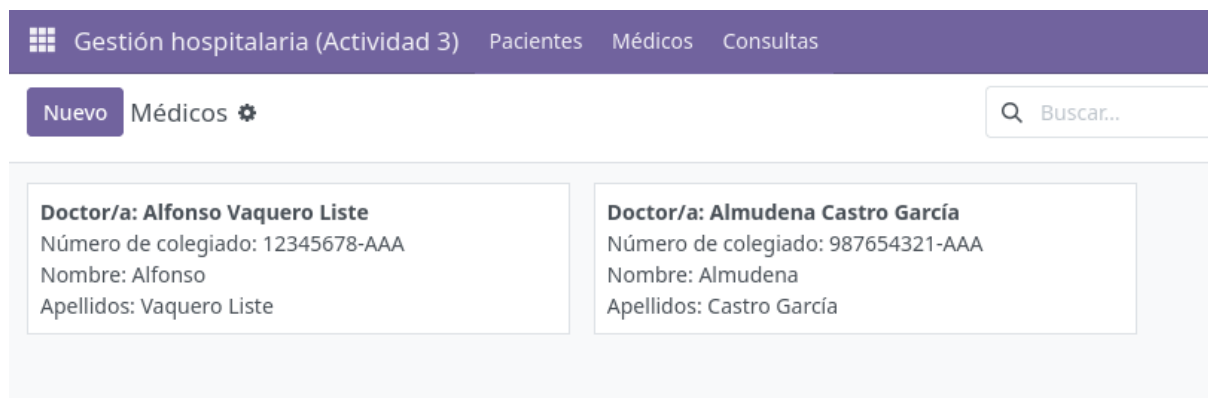 Gestión hospitalaria (Actividad 3) Pacientes Médicos Consultas
Nuevo Médicos Buscar...
Doctor/a: Alfonso Vaquero Liste
Número de colegiado: 12345678-AAA
Nombre: Alfonso
Apellidos: Vaquero Liste
Doctor/a: Almudena Castro García
Número de colegiado: 987654321-AAA
Nombre: Almudena
Apellidos: Castro García